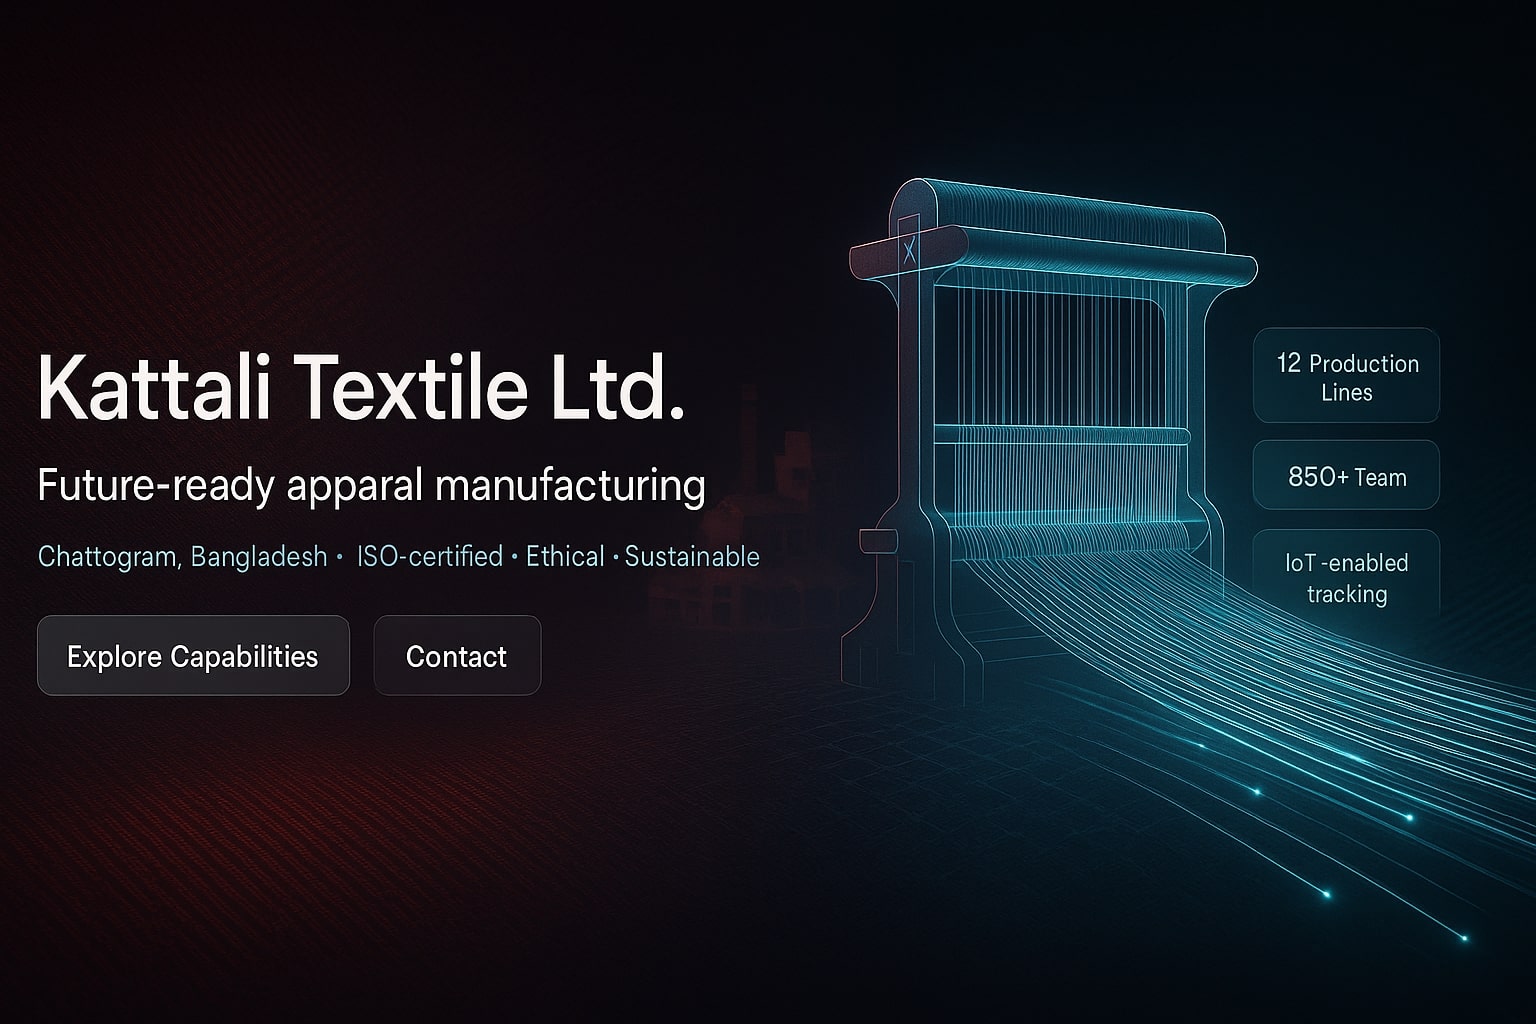 Kattali Textile Ltd.
Future-ready apparal manufacturing
Chattogram, Bangladesh • ISO-certified • Ethical • Sustainable
Explore Capabilities
Contact
12 Production
Lines
850+ Team
IoT-enabled
tracking